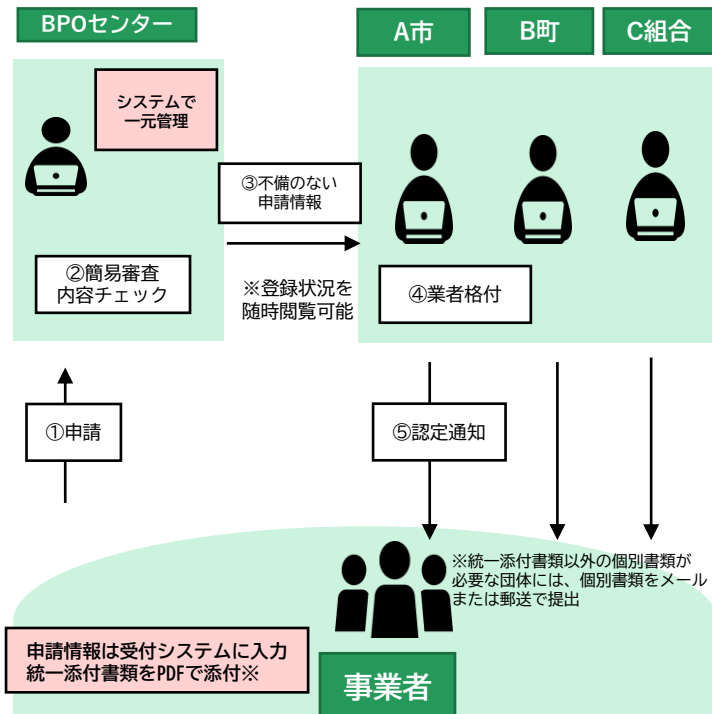 BPOセンター
A市
B町
C組合
システムで
一元管理
③不備のない
申請情報
②簡易審査
内容チェック
※登録状況を
随時閲覧可能
④業者格付
①申請
⑤認定通知
※統一添付書類以外の個別書類が
必要な団体には、個別書類をメール
または郵送で提出
申請情報は受付システムに入力
統一添付書類をPDFで添付※
事業者